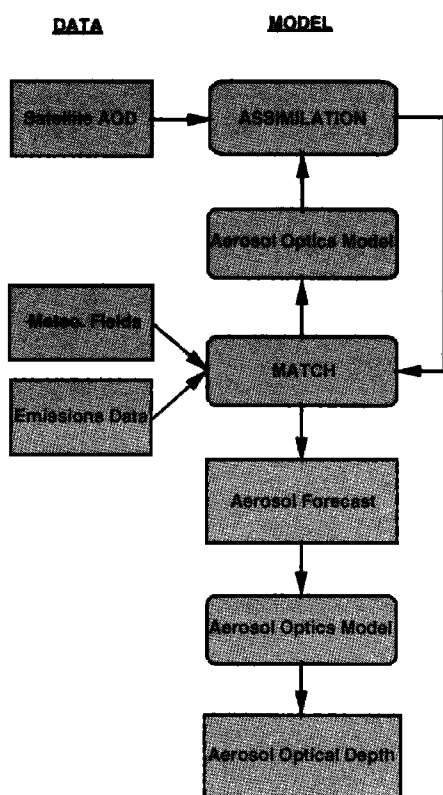 DATA
MODEL
Satellite AOD
ASSIMILATION
Aerosol Optics Model
Meteo. Fields
MATCH
Emissions Data
Aerosol Forecast
Aerosol Optics Model
Aerosol Optical Depth